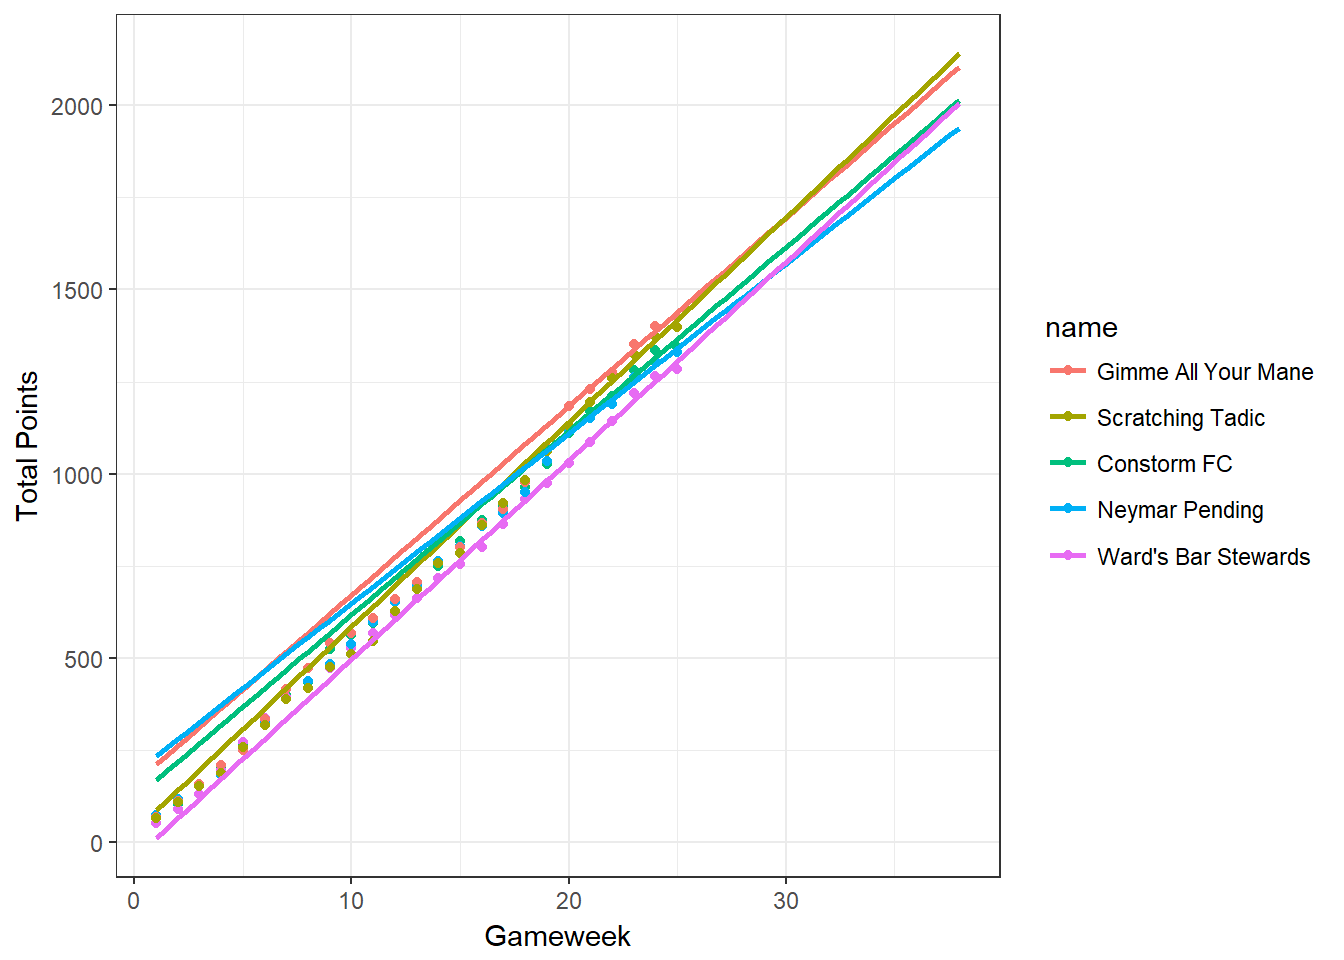 Total Points
2000
1500
1000
500
0
0
10
20
30
Gameweek
name
Gimme All Your Mane
Scratching Tadic
Constorm FC
Neymar Pending
Ward's Bar Stewards